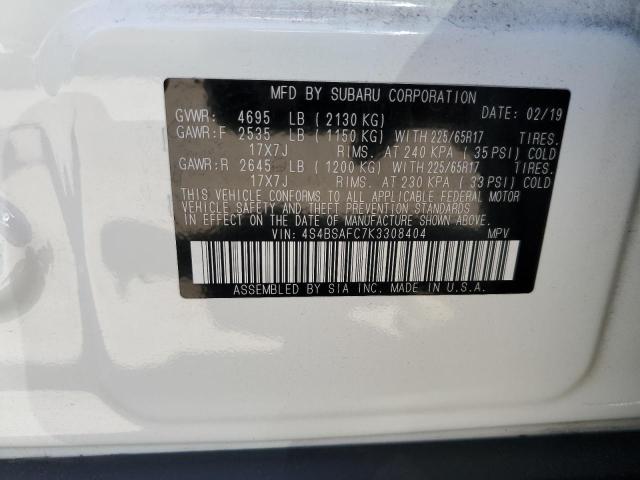 MFD BY SUBARU CORPORATION
GVWR: 4695 LB ( 2130 KG) DATE: 02/19
GAWR:F 2535 LB ( 1150 KG) WITH 225/65R17 TIRES.
17X7J RIMS. AT 240 KPA ( 35 PSI) COLD
GAWR:R 2645 LB ( 1200 KG) WITH 225/65R17 TIRES.
17X7J RIMS. AT 230 KPA ( 33 PSI) COLD
THIS VEHICLE CONFORMS TO ALL APPLICABLE FEDERAL MOTOR
VEHICLE SAFETY AND THEFT PREVENTION STANDARDS
IN EFFECT ON THE DATE OF MANUFACTURE SHOWN ABOVE.
VIN: 4S4BSAFC7K3308404 MPV
ASSEMBLED BY SIA INC. MADE IN U.S.A.